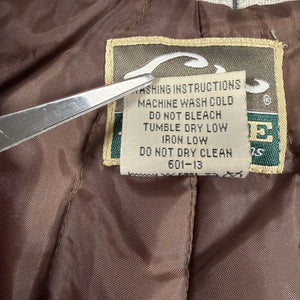 WASHING INSTRUCTIONS
MACHINE WASH COLD
DO NOT BLEACH
TUMBLE DRY LOW
IRON LOW
DO NOT DRY CLEAN
601-13